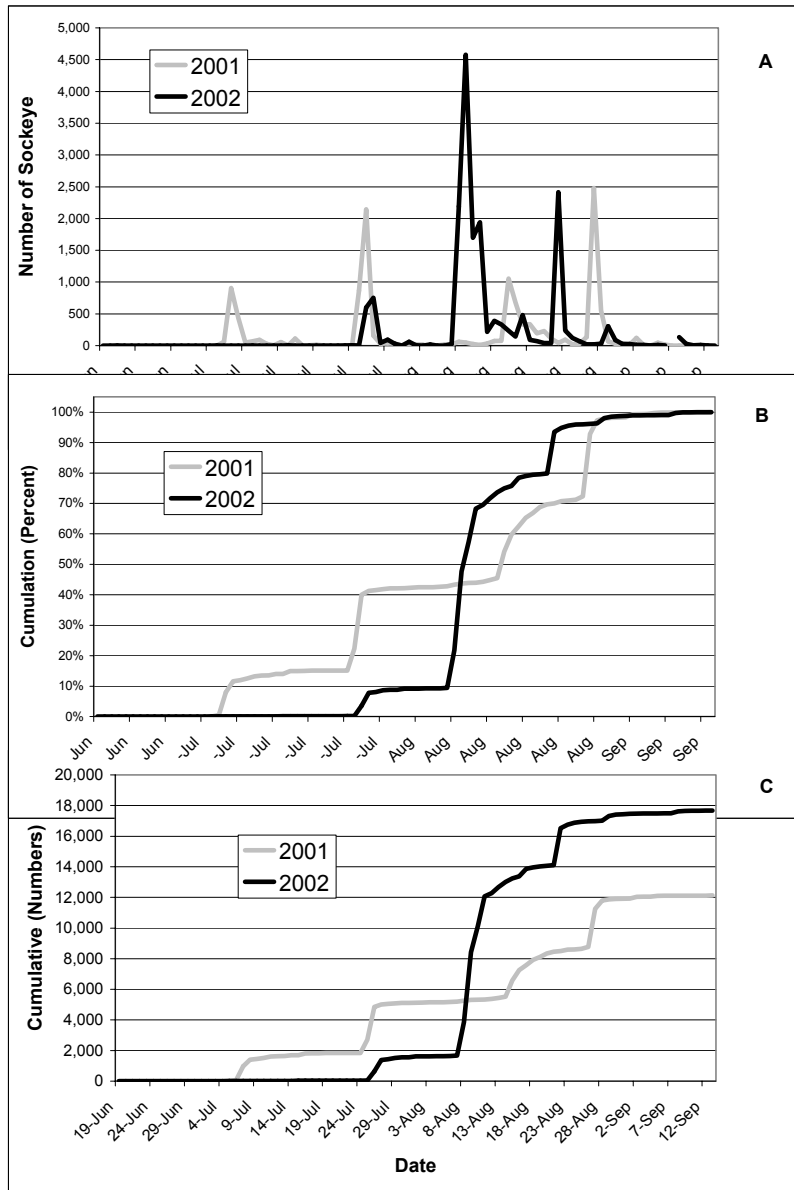 5,000
4,500
4,000
3,500
3,000
2,500
2,000
1,500
1,000
500
0
Number of Sockeye
2001
2002
A
100%
90%
80%
70%
60%
50%
40%
30%
20%
10%
0%
Cumulation (Percent)
2001
2002
B
Jun
Jun
Jun
-Jul
-Jul
-Jul
-Jul
-Jul
-Jul
Aug
Aug
Aug
Aug
Aug
Aug
Sep
Sep
Sep
20,000
18,000
16,000
14,000
12,000
10,000
8,000
6,000
4,000
2,000
0
Cumulative (Numbers)
2001
2002
C
19-Jun
24-Jun
29-Jun
4-Jul
9-Jul
14-Jul
19-Jul
24-Jul
29-Jul
3-Aug
8-Aug
13-Aug
18-Aug
23-Aug
28-Aug
2-Sep
7-Sep
12-Sep
Date